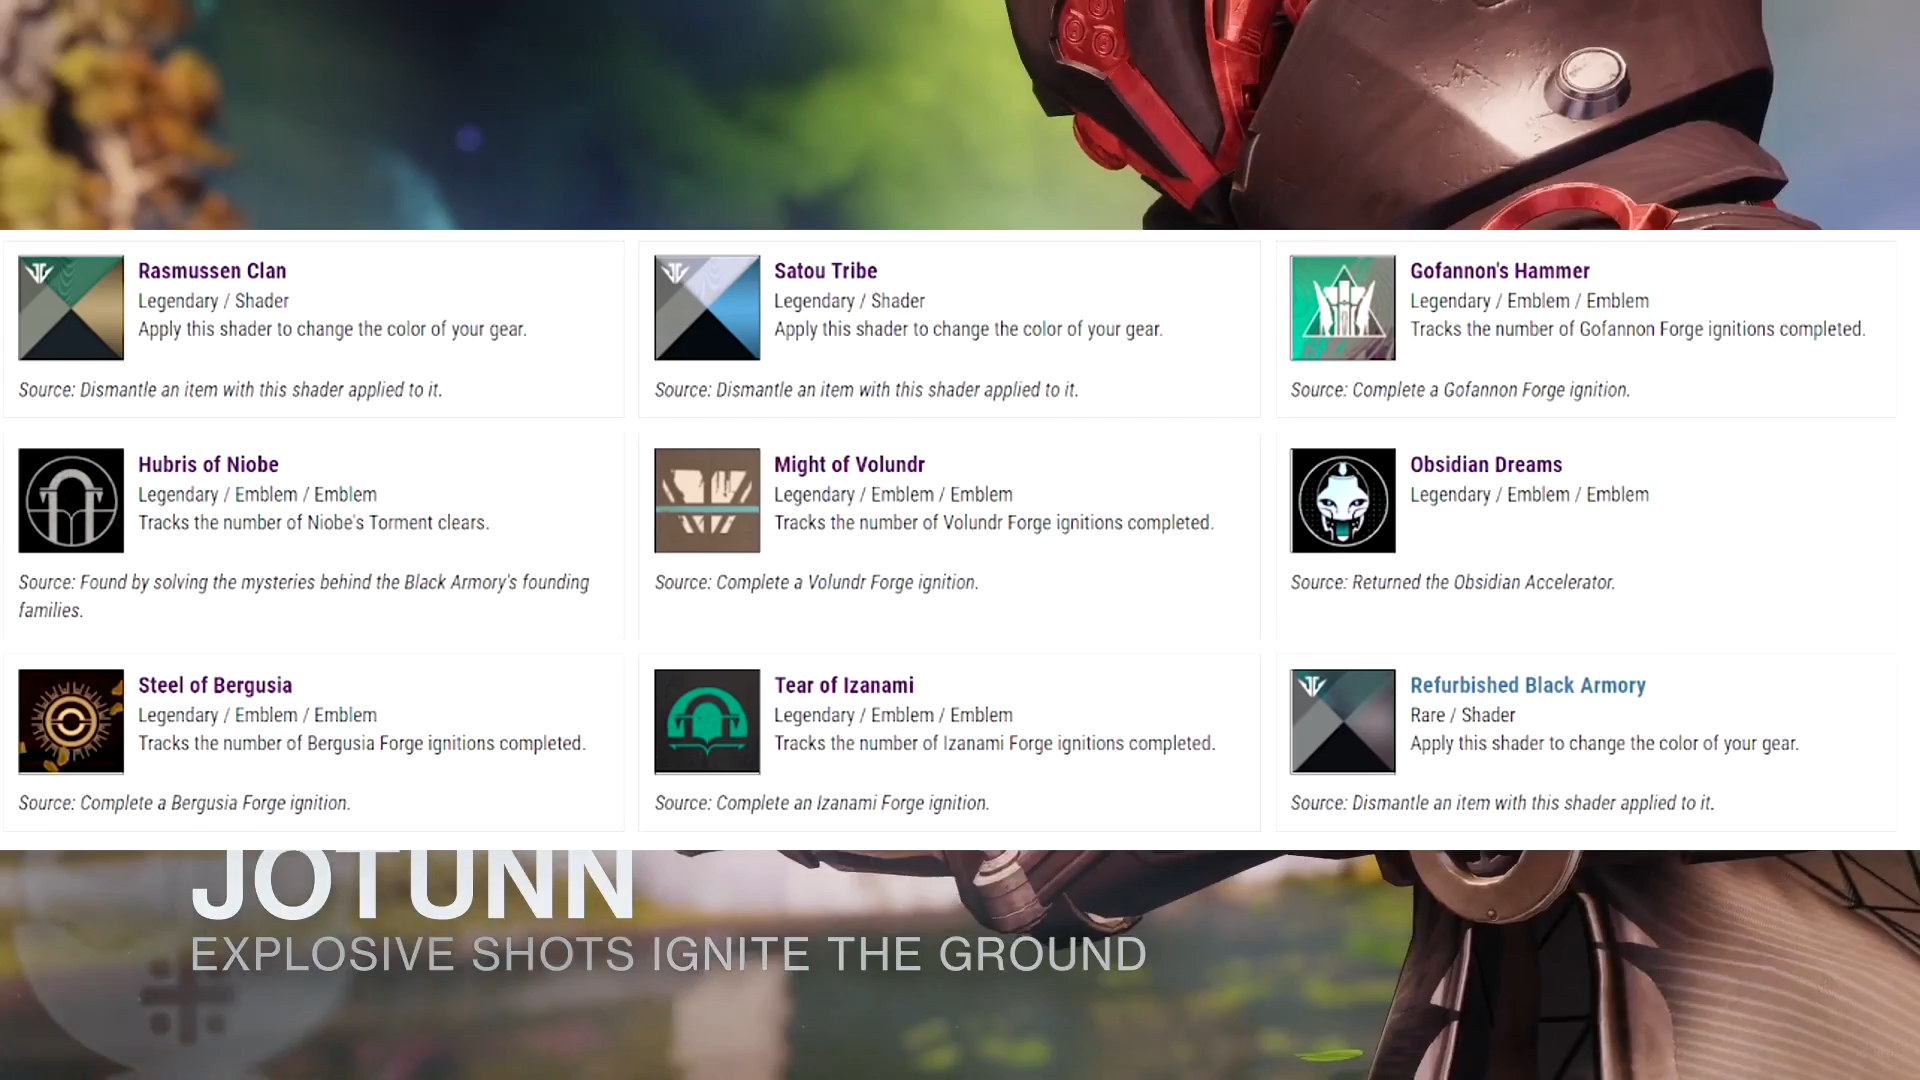 Rasmussen Clan
Legendary / Shader
Apply this shader to change the color of your gear.
Source: Dismantle an item with this shader applied to it.
Satou Tribe
Legendary / Shader
Apply this shader to change the color of your gear.
Source: Dismantle an item with this shader applied to it.
Gofannon's Hammer
Legendary / Emblem / Emblem
Tracks the number of Gofannon Forge ignitions completed.
Source: Complete a Gofannon Forge ignition.
Hubris of Niobe
Legendary / Emblem / Emblem
Tracks the number of Niobe's Torment clears.
Source: Found by solving the mysteries behind the Black Armory's founding
families.
Might of Volundr
Legendary / Emblem / Emblem
Tracks the number of Volundr Forge ignitions completed.
Source: Complete a Volundr Forge ignition.
Obsidian Dreams
Legendary / Emblem / Emblem
Source: Returned the Obsidian Accelerator.
Steel of Bergusia
Legendary / Emblem / Emblem
Tracks the number of Bergusia Forge ignitions completed.
Source: Complete a Bergusia Forge ignition.
Tear of Izanami
Legendary / Emblem / Emblem
Tracks the number of Izanami Forge ignitions completed.
Source: Complete an Izanami Forge ignition.
Refurbished Black Armory
Rare / Shader
Apply this shader to change the color of your gear.
Source: Dismantle an item with this shader applied to it.
JOTUNN
EXPLOSIVE SHOTS IGNITE THE GROUND